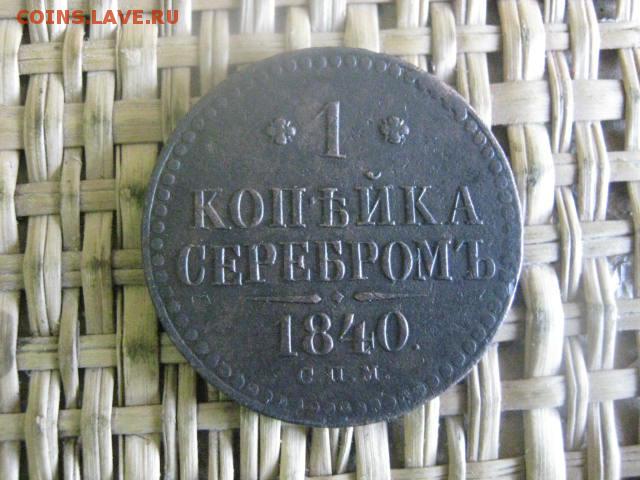 COINS.LAVE.RU
1
КОПѢЙКА
СЕРЕБРОМЪ
1840.
С.П.М.